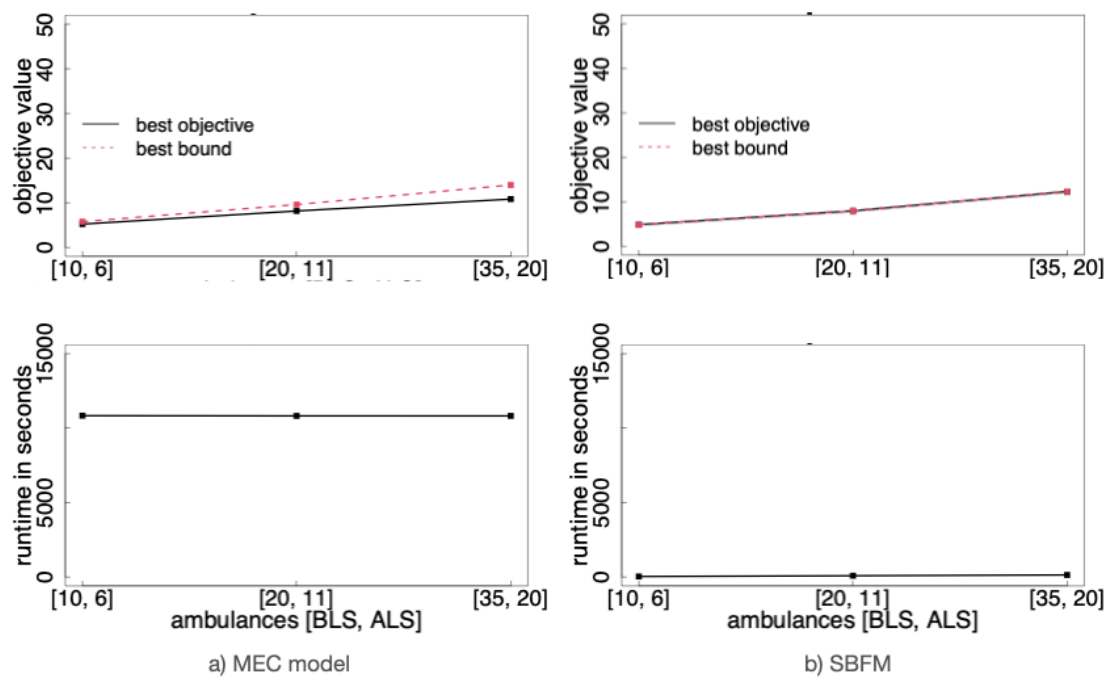 50
40
30
20
10
0
objective value
best objective
best bound
[10, 6]
[20, 11]
[35, 20]
50
40
30
20
10
0
objective value
best objective
best bound
[10, 6]
[20, 11]
[35, 20]
15000
5000
0
runtime in seconds
[10, 6]
[20, 11]
[35, 20]
ambulances [BLS, ALS]
a) MEC model
15000
5000
0
runtime in seconds
[10, 6]
[20, 11]
[35, 20]
ambulances [BLS, ALS]
b) SBFM